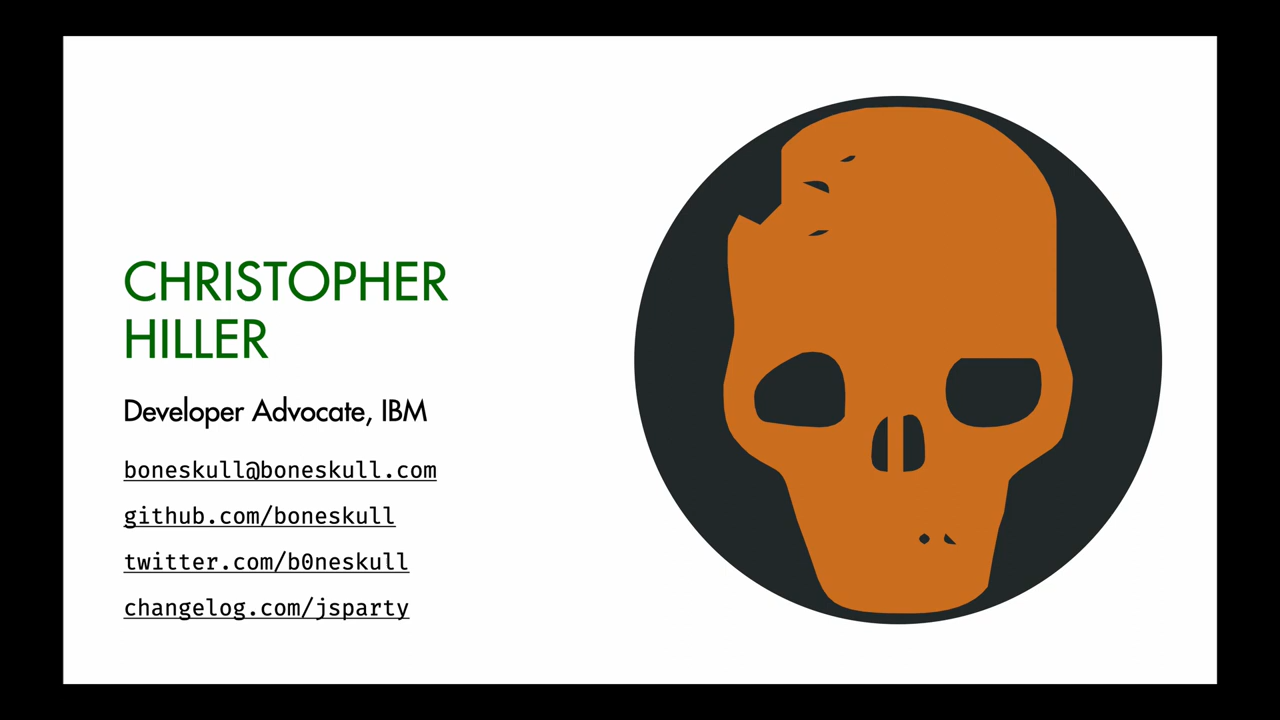 CHRISTOPHER
HILLER
Developer Advocate, IBM
boneskull@boneskull.com
github.com/boneskull
twitter.com/b0neskull
changelog.com/jsparty